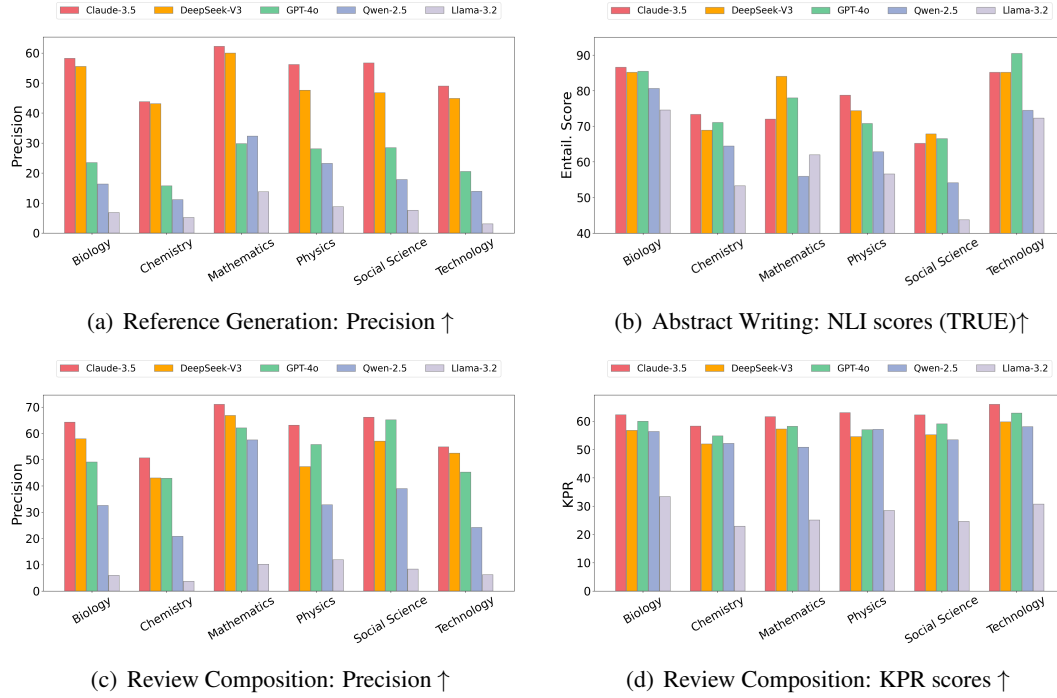 Claude-3.5 DeepSeek-V3 GPT-4o Qwen-2.5 Llama-3.2
Precision
60
50
40
30
20
10
0
Biology Chemistry Mathematics Physics Social Science Technology
(a) Reference Generation: Precision ↑
Claude-3.5 DeepSeek-V3 GPT-4o Qwen-2.5 Llama-3.2
Entail. Score
90
80
70
60
50
40
Biology Chemistry Mathematics Physics Social Science Technology
(b) Abstract Writing: NLI scores (TRUE)↑
Claude-3.5 DeepSeek-V3 GPT-4o Qwen-2.5 Llama-3.2
Precision
70
60
50
40
30
20
10
0
Biology Chemistry Mathematics Physics Social Science Technology
(c) Review Composition: Precision ↑
Claude-3.5 DeepSeek-V3 GPT-4o Qwen-2.5 Llama-3.2
KPR
60
50
40
30
20
10
0
Biology Chemistry Mathematics Physics Social Science Technology
(d) Review Composition: KPR scores ↑